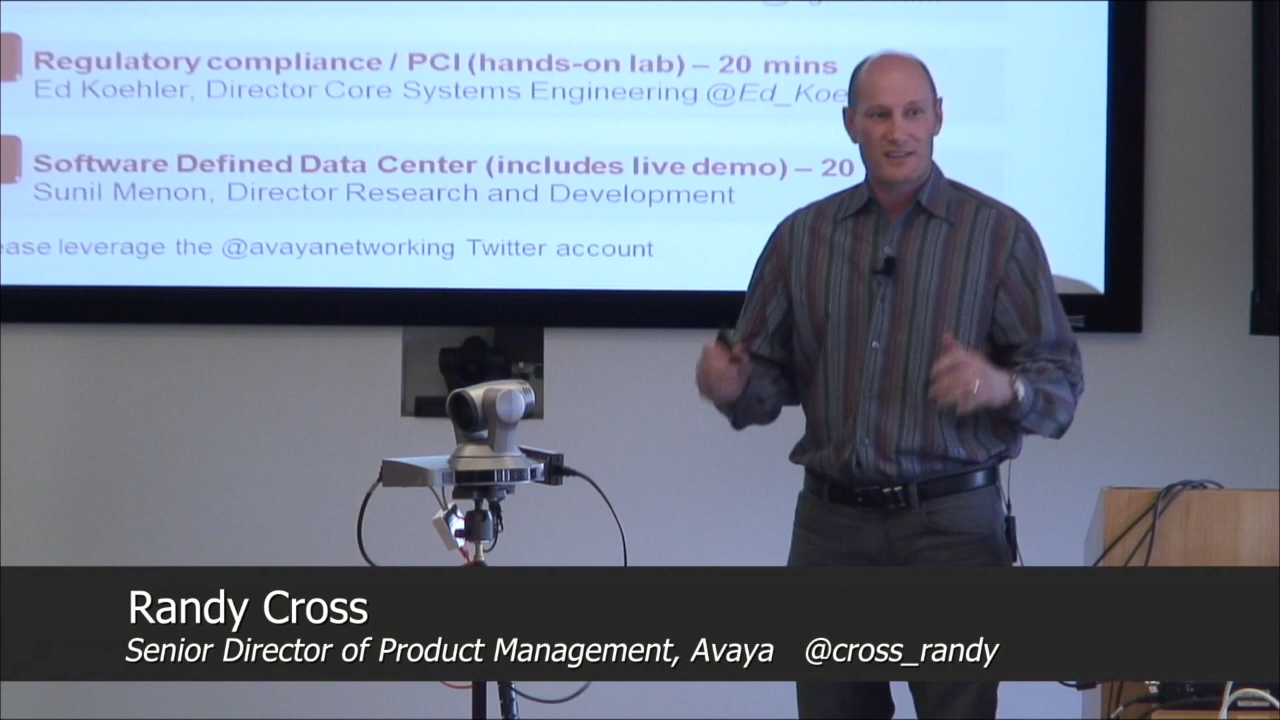 Regulatory compliance / PCI (hands-on lab) – 20 mins
Ed Koehler, Director Core Systems Engineering @Ed_Koe
Software Defined Data Center (includes live demo) – 20
Sunil Menon, Director Research and Development
ease leverage the @avayanetworking Twitter account
Randy Cross
Senior Director of Product Management, Avaya @cross_randy